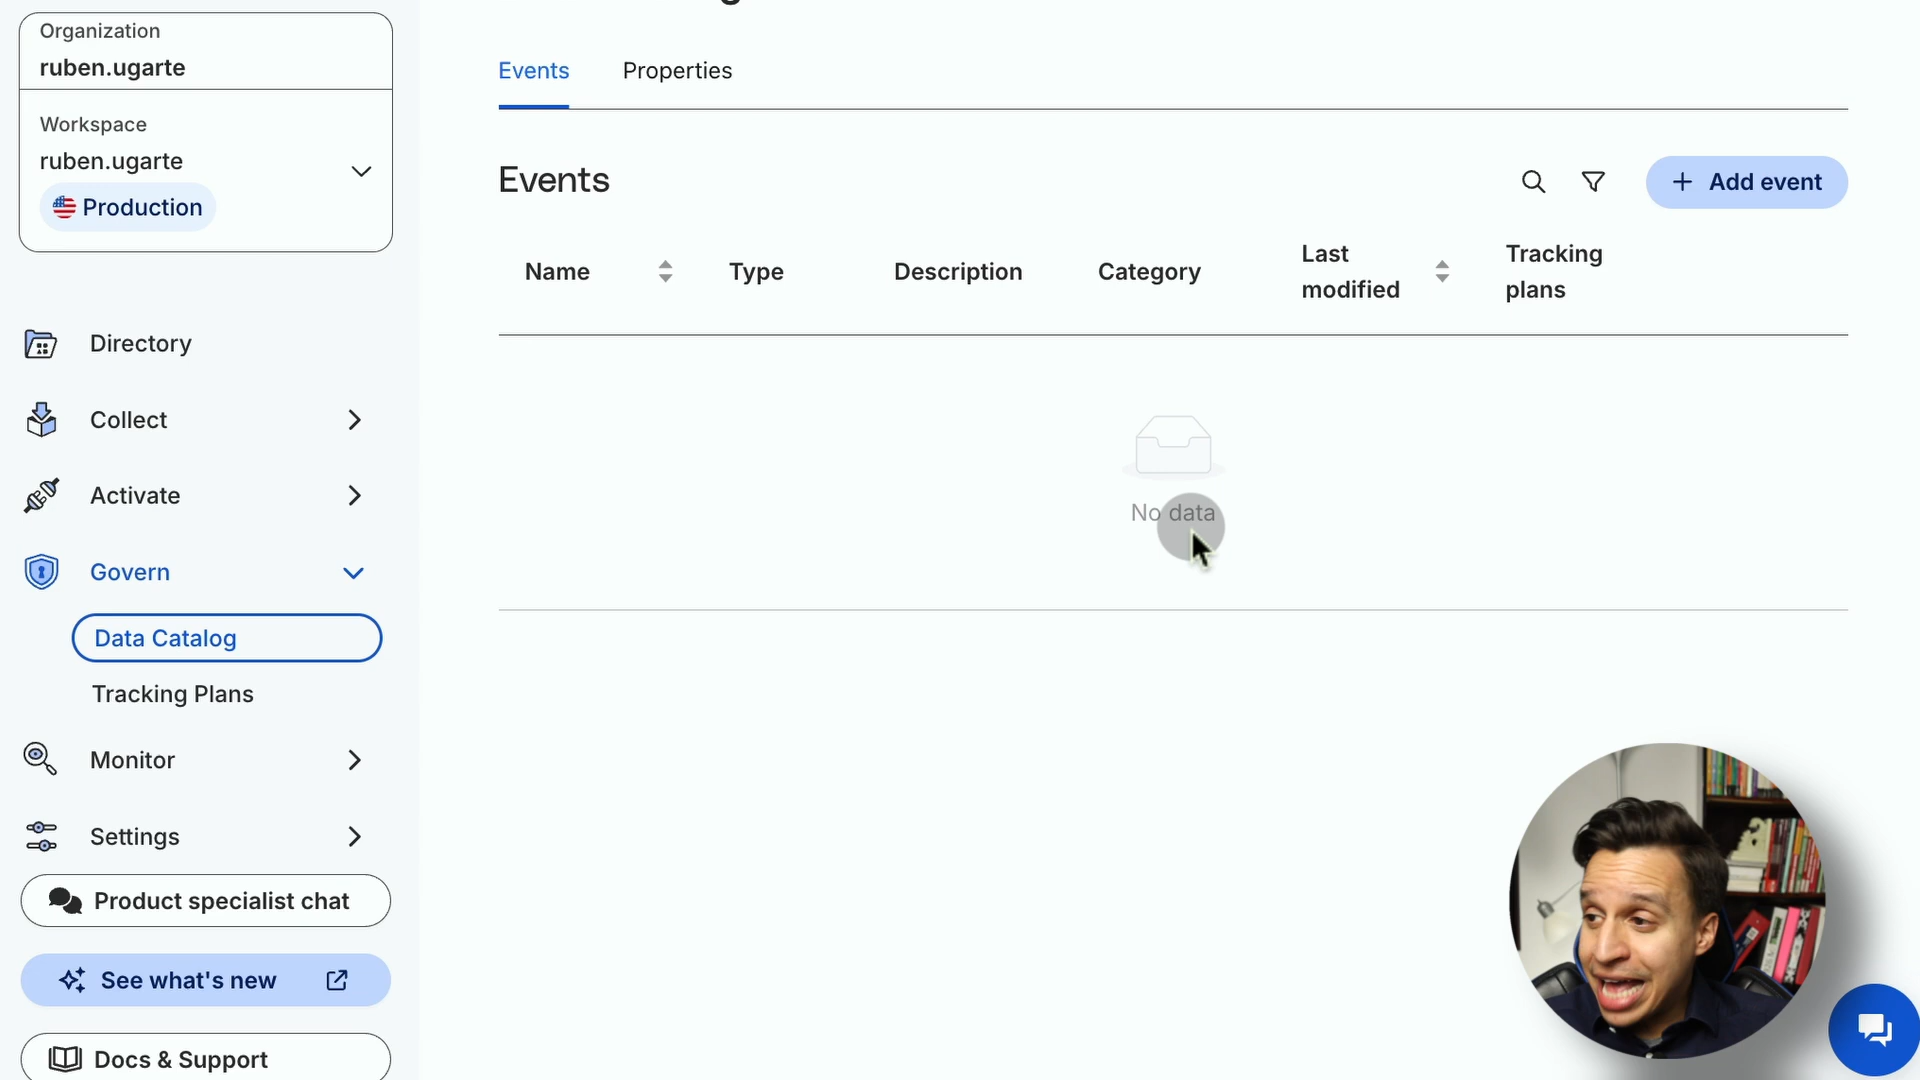 Organization
ruben.ugarte
Workspace
ruben.ugarte
Production
Directory
Collect
Activate
Govern
Data Catalog
Tracking Plans
Monitor
Settings
Product specialist chat
See what's new
Docs & Support
Events Properties
Events
+ Add event
Name Type Description Category Last modified Tracking plans
No data